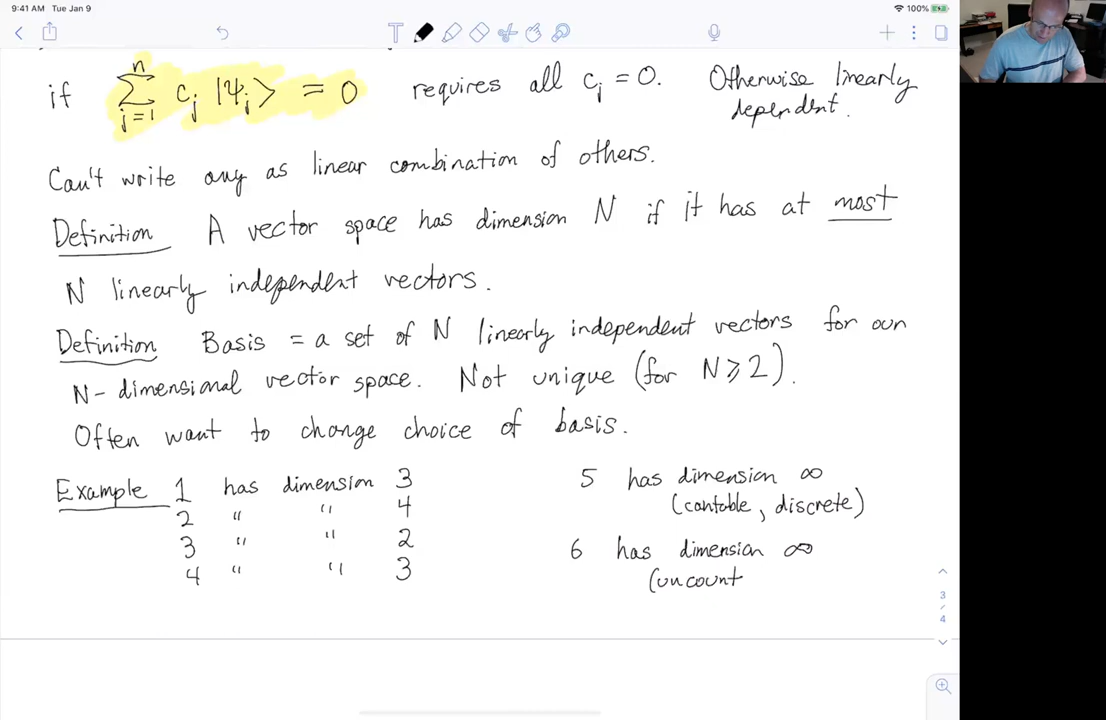 9:41 AM Tue Jan 9
100%
if ∑_{j=1}^{n} c_j |ψ_j> = 0 requires all c_j = 0. Otherwise linearly
dependent.
Can't write any as linear combination of others.
Definition A vector space has dimension N if it has at most
N linearly independent vectors.
Definition Basis = a set of N linearly independent vectors for our
N-dimensional vector space. Not unique (for N ≥ 2).
Often want to change choice of basis.
Example 1 has dimension 3
2 " " 4
3 " " 2
4 " " 3
5 has dimension ∞
(contable, discrete)
6 has dimension ∞
(uncount
3
/
4